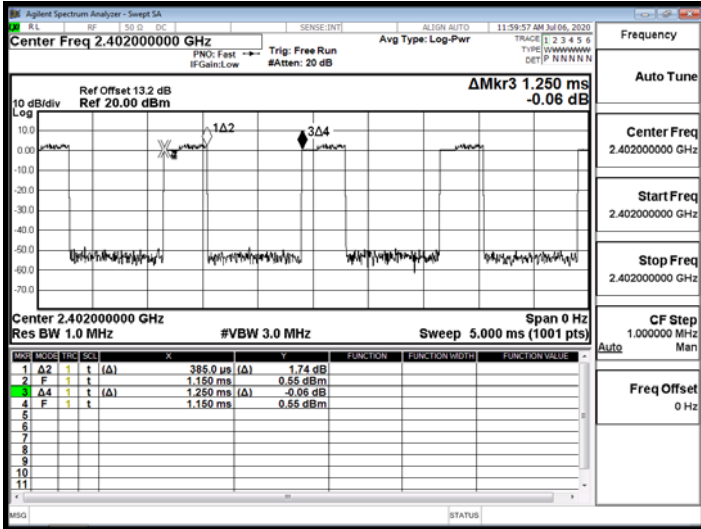 Agilent Spectrum Analyzer - Swept SA
RL RF 50 Ω DC SENSE:INT ALIGN AUTO 11:59:57 AM Jul 06, 2020
Center Freq 2.402000000 GHz
Avg Type: Log-Pwr
TRACE 1 2 3 4 5 6
TYPE WWWWWW
DET P NNNNN
PNO: Fast
IFGain:Low
Trig: Free Run
#Atten: 20 dB
Frequency
Auto Tune
Center Freq
2.402000000 GHz
Start Freq
2.402000000 GHz
Stop Freq
2.402000000 GHz
CF Step
1.000000 MHz
Auto Man
Freq Offset
0 Hz
ΔMkr3 1.250 ms
-0.06 dB
Ref Offset 13.2 dB
10 dB/div Ref 20.00 dBm
Log
10.0
0.00
-10.0
-20.0
-30.0
-40.0
-50.0
-60.0
-70.0
1Δ2
3Δ4
Center 2.402000000 GHz Span 0 Hz
Res BW 1.0 MHz #VBW 3.0 MHz Sweep 5.000 ms (1001 pts)
MKR MODE TRC SCL X Y FUNCTION FUNCTION WIDTH FUNCTION VALUE
1 Δ2 1 t (Δ) 385.0 µs (Δ) 1.74 dB
2 F 1 t 1.150 ms 0.55 dBm
3 Δ4 1 t (Δ) 1.250 ms (Δ) -0.06 dB
4 F 1 t 1.150 ms 0.55 dBm
5
6
7
8
9
10
11
MSG STATUS